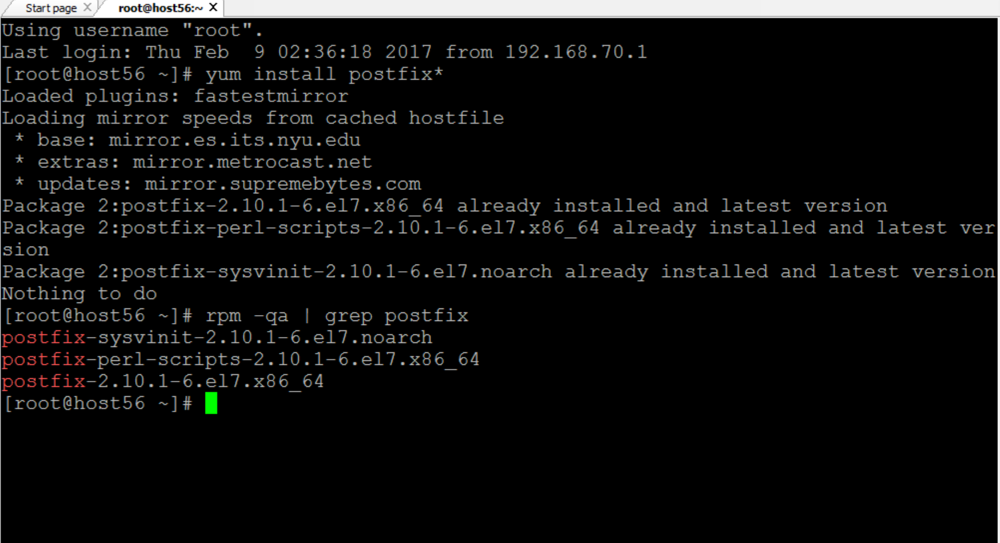 Start page X
root@host56:~ X
Using username "root".
Last login: Thu Feb  9 02:36:18 2017 from 192.168.70.1
[root@host56 ~]# yum install postfix*
Loaded plugins: fastestmirror
Loading mirror speeds from cached hostfile
 * base: mirror.es.its.nyu.edu
 * extras: mirror.metrocast.net
 * updates: mirror.supremebytes.com
Package 2:postfix-2.10.1-6.el7.x86_64 already installed and latest version
Package 2:postfix-perl-scripts-2.10.1-6.el7.x86_64 already installed and latest ver
sion
Package 2:postfix-sysvinit-2.10.1-6.el7.noarch already installed and latest version
Nothing to do
[root@host56 ~]# rpm -qa | grep postfix
postfix-sysvinit-2.10.1-6.el7.noarch
postfix-perl-scripts-2.10.1-6.el7.x86_64
postfix-2.10.1-6.el7.x86_64
[root@host56 ~]#